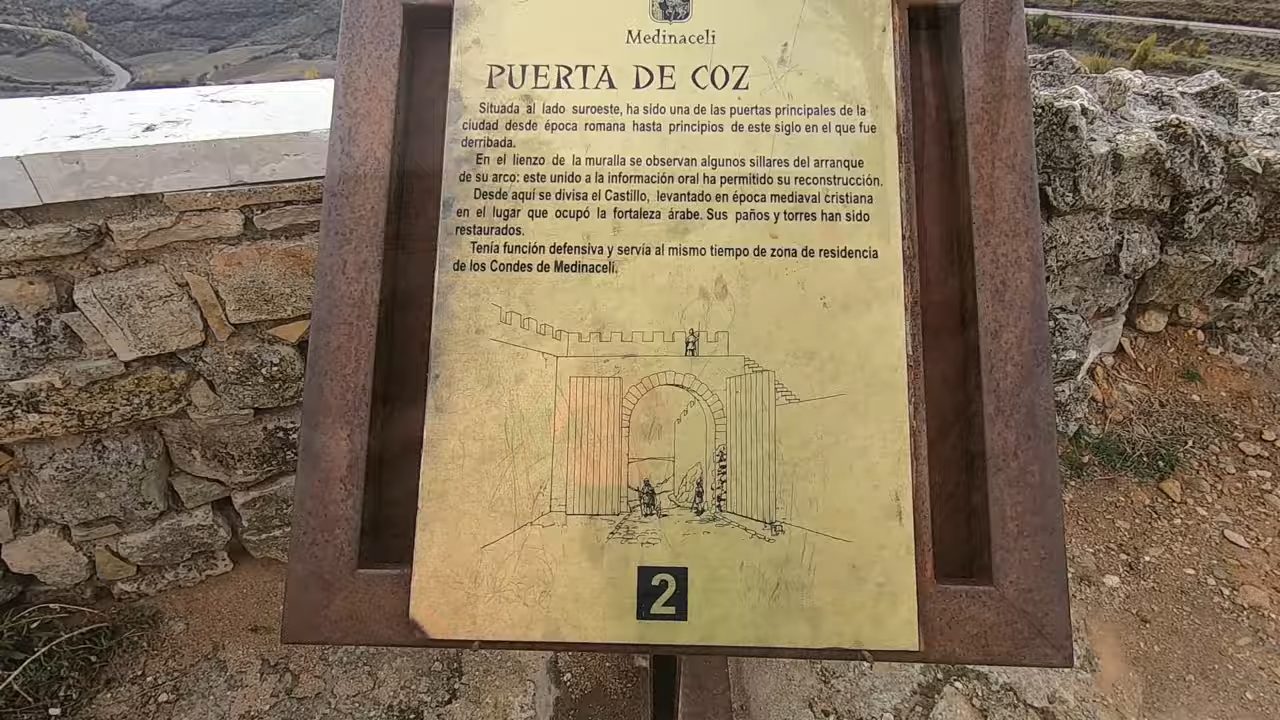 Medinaceli
PUERTA DE COZ
Situada al lado suroeste, ha sido una de las puertas principales de la
ciudad desde época romana hasta principios de este siglo en el que fue
derribada.
En el lienzo de la muralla se observan algunos sillares del arranque
de su arco: este unido a la información oral ha permitido su reconstrucción.
Desde aquí se divisa el Castillo, levantado en época mediaval cristiana
en el lugar que ocupó la fortaleza árabe. Sus paños y torres han sido
restaurados.
Tenía función defensiva y servía al mismo tiempo de zona de residencia
de los Condes de Medinaceli.
2